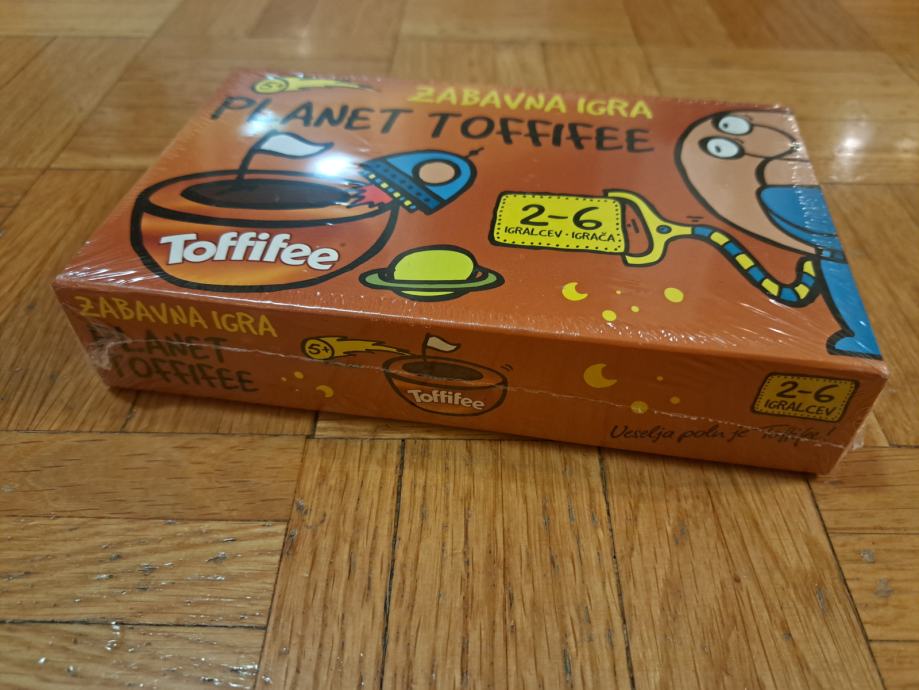 5+
ZABAVNA IGRA
PLANET TOFFIFEE
2-6
IGRALCEV • IGRAČA
Toffifee
ZABAVNA IGRA
PLANET
TOFFIFEE
5+
Toffifee
2-6
IGRALCEV
Veselja poln je Toffifee!